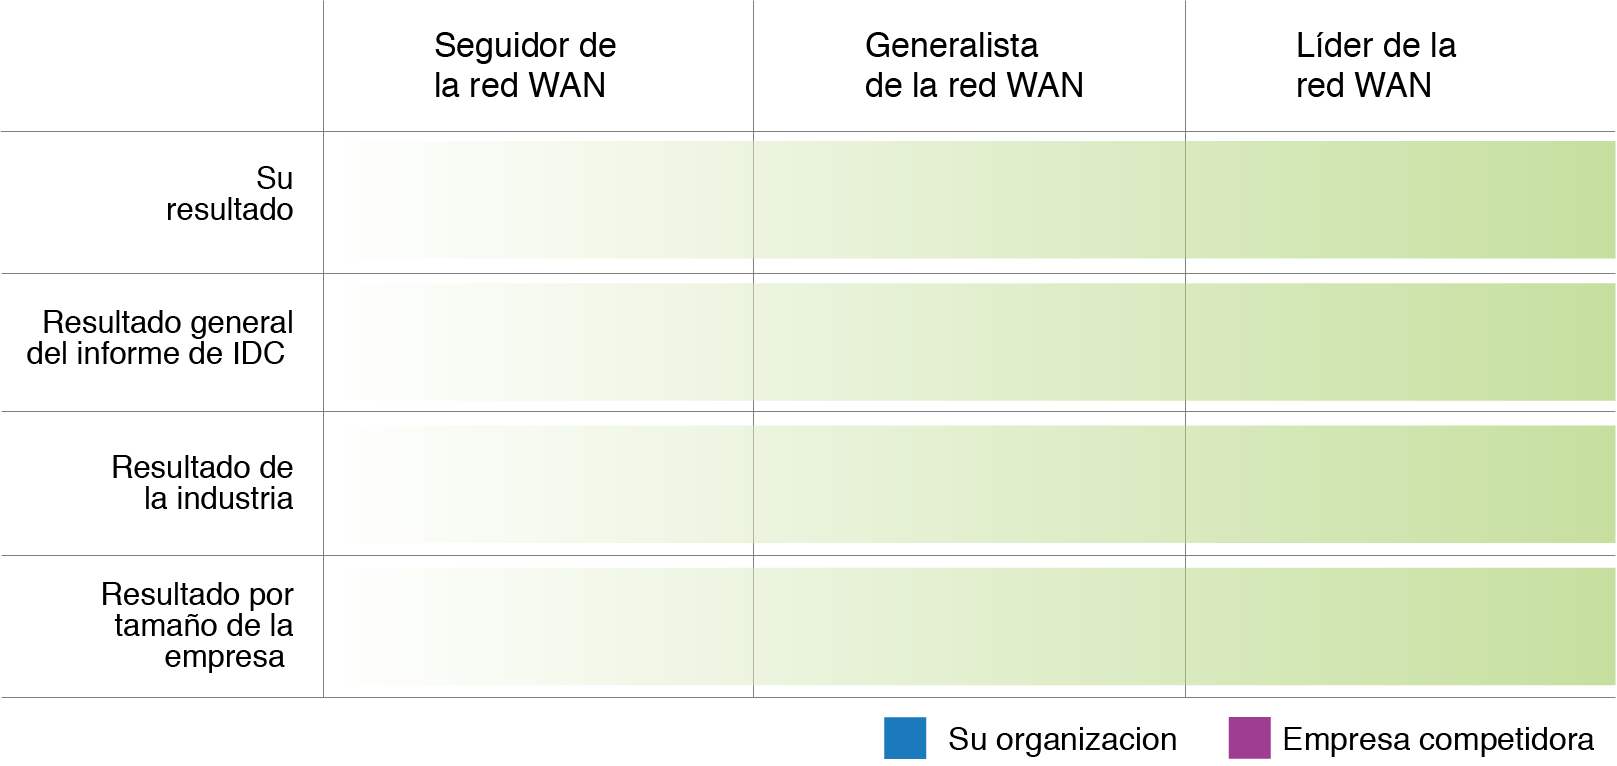 Seguidor de
la red WAN
Generalista
de la red WAN
Líder de la
red WAN
Su
resultado
Resultado general
del informe de IDC
Resultado de
la industria
Resultado por
tamaño de la
empresa
Su organizacion
Empresa competidora